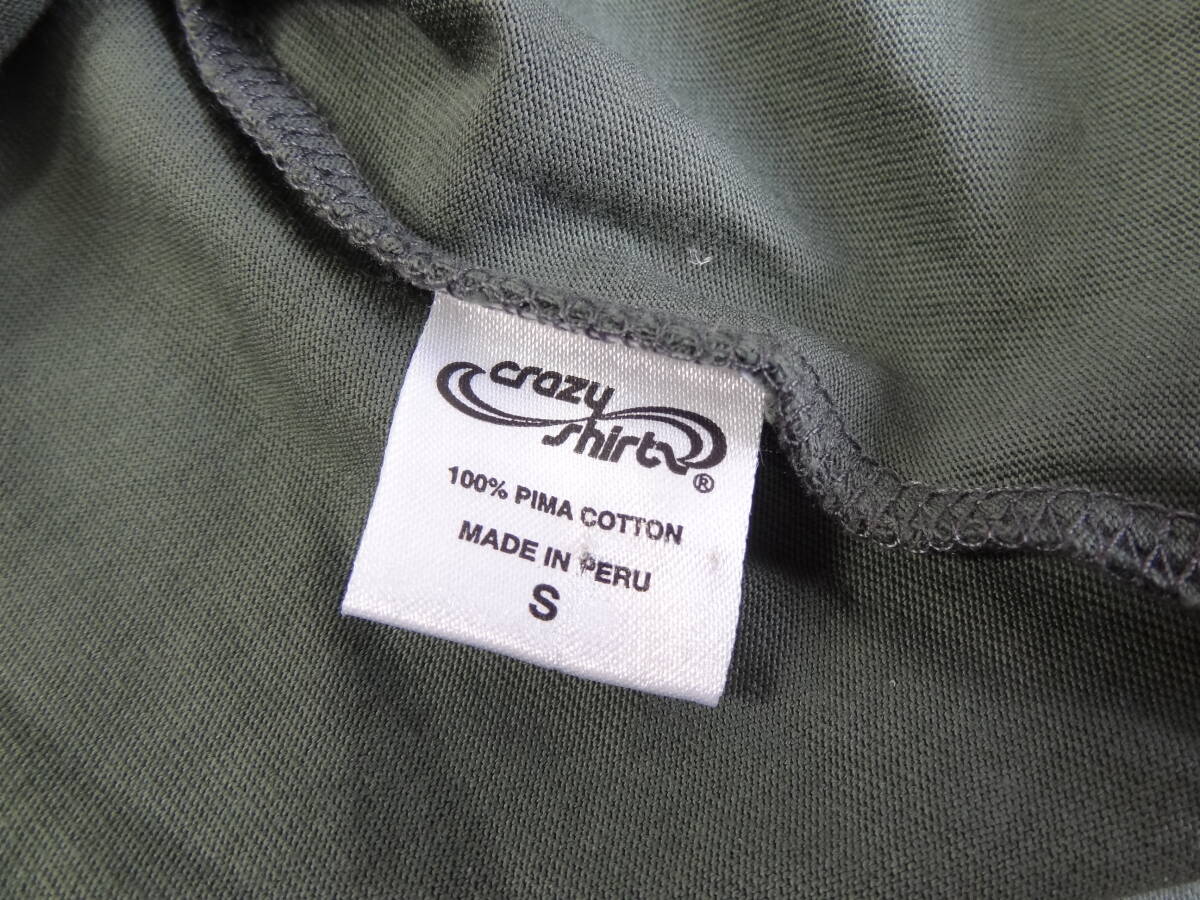 crazy
shirts®
100% PIMA COTTON
MADE IN PERU
S